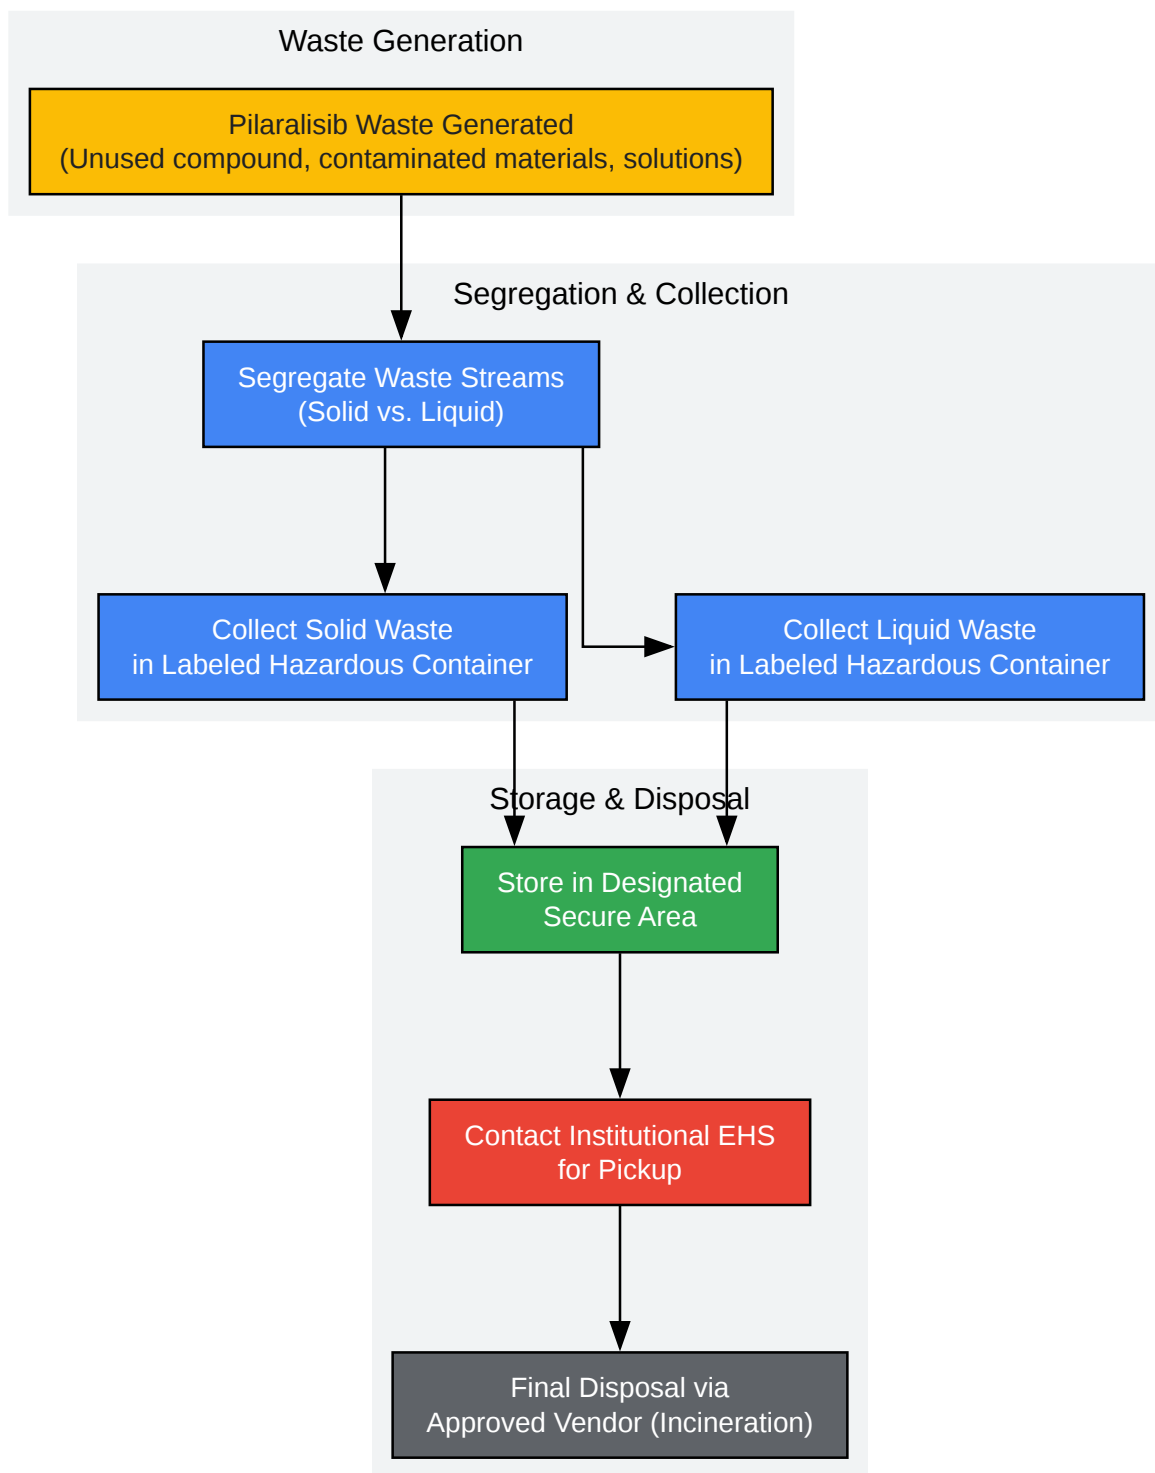 Waste Generation
Pilaralisib Waste Generated
(Unused compound, contaminated materials, solutions)
Segregation & Collection
Segregate Waste Streams
(Solid vs. Liquid)
Collect Solid Waste
in Labeled Hazardous Container
Collect Liquid Waste
in Labeled Hazardous Container
Storage & Disposal
Store in Designated
Secure Area
Contact Institutional EHS
for Pickup
Final Disposal via
Approved Vendor (Incineration)